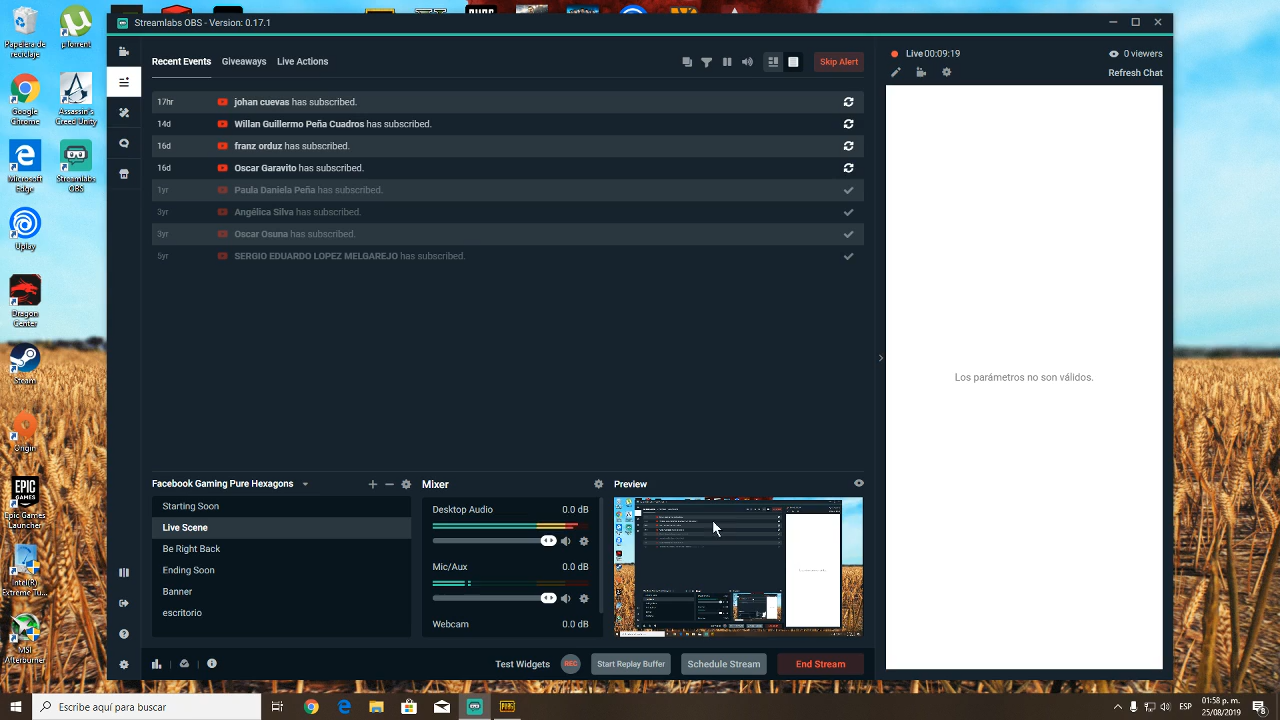 Streamlabs OBS - Version: 0.17.1
Papelera de reciclaje
µTorrent
Google Chrome
Assassin's Creed Unity
Microsoft Edge
Streamlabs OBS
Uplay
Dragon Center
Steam
Origin
EPIC GAMES
Epic Games Launcher
Intel(R) Extreme Tu...
MSI Afterburner
Recent Events
Giveaways
Live Actions
Skip Alert
17hr johan cuevas has subscribed.
14d Willan Guillermo Peña Cuadros has subscribed.
16d franz orduz has subscribed.
16d Oscar Garavito has subscribed.
1yr Paula Daniela Peña has subscribed.
3yr Angélica Silva has subscribed.
3yr Oscar Osuna has subscribed.
5yr SERGIO EDUARDO LOPEZ MELGAREJO has subscribed.
Live 00:09:19
0 viewers
Refresh Chat
Los parámetros no son válidos.
Facebook Gaming Pure Hexagons
Starting Soon
Live Scene
Be Right Back
Ending Soon
Banner
escritorio
Mixer
Desktop Audio 0.0 dB
Mic/Aux 0.0 dB
Webcam 0.0 dB
Preview
Test Widgets
REC
Start Replay Buffer
Schedule Stream
End Stream
Escribe aquí para buscar
ESP
01:58 p. m.
25/08/2019
8